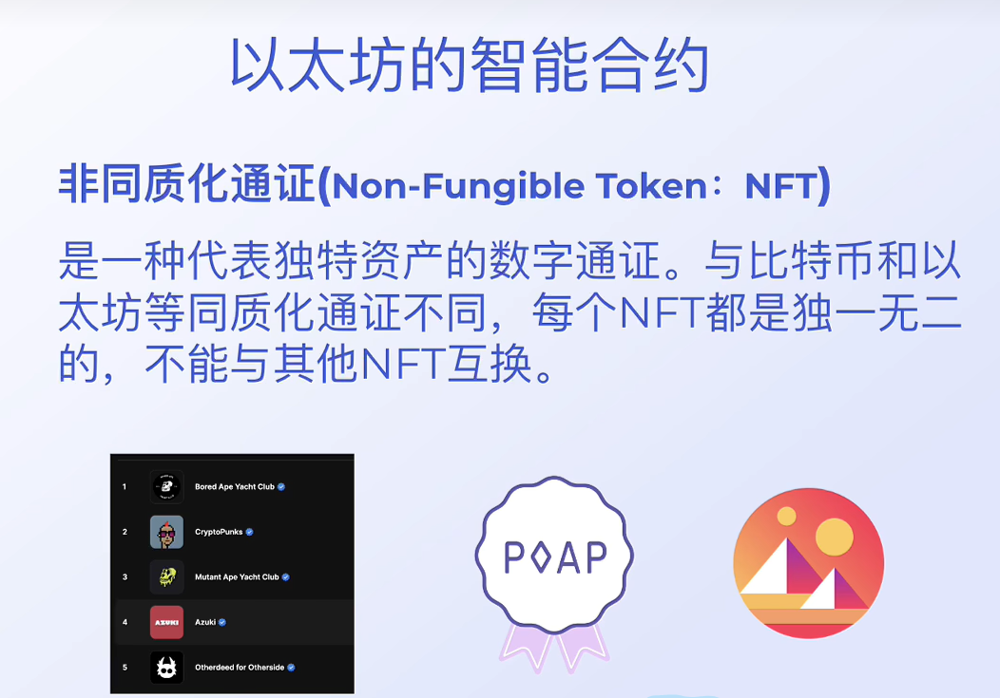 以太坊的智能合约
非同质化通证(Non-Fungible Token：NFT)
是一种代表独特资产的数字通证。与比特币和以
太坊等同质化通证不同，每个NFT都是独一无二
的，不能与其他NFT互换。
1 Bored Ape Yacht Club
2 CryptoPunks
3 Mutant Ape Yacht Club
4 AZUKI Azuki
5 Otherdeed for Otherside
POAP